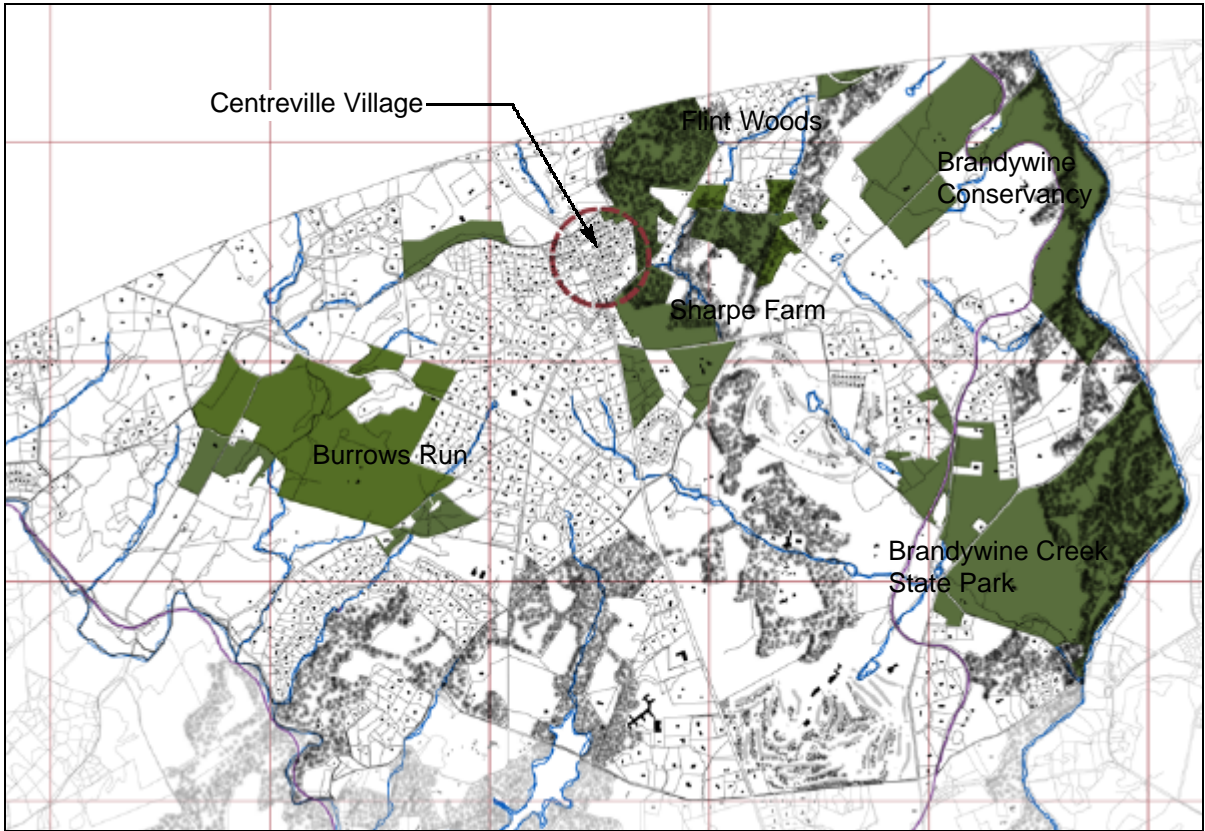 Centreville Village
Flint Woods
Brandywine
Conservancy
Sharpe Farm
Burrows Run
Brandywine Creek
State Park